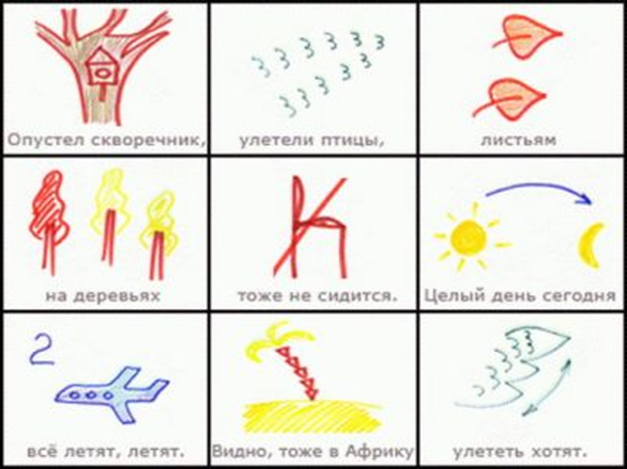 Опустел скворечник,
улетели птицы,
листьям
на деревьях
тоже не сидится.
Целый день сегодня
2
всё летят, летят.
Видно, тоже в Африку
улететь хотят.